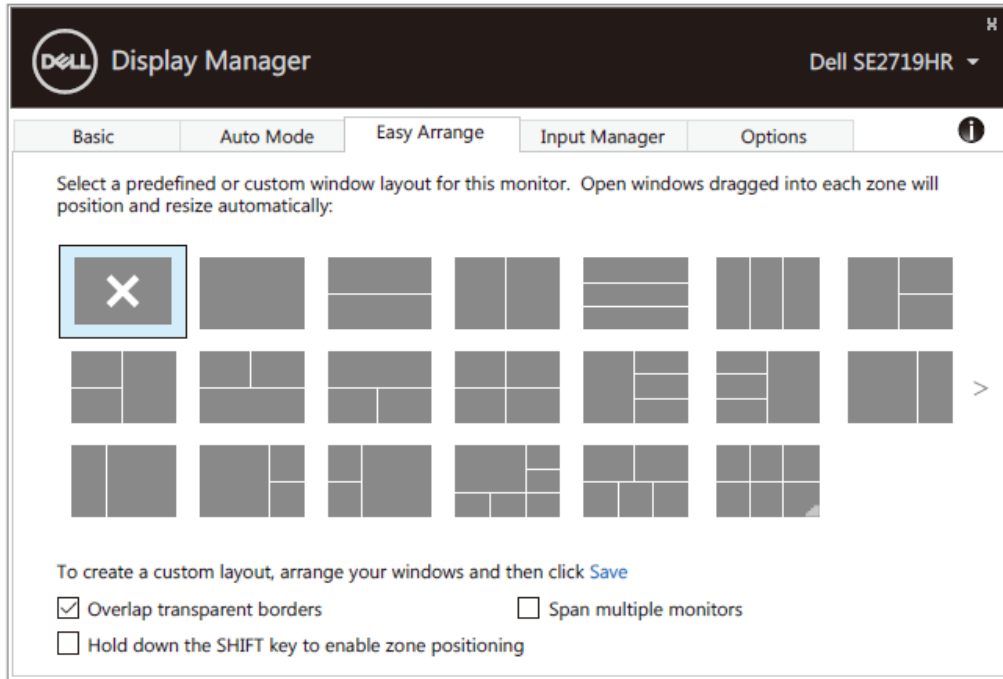 DELL Display Manager
Dell SE2719HR
Basic Auto Mode Easy Arrange Input Manager Options
Select a predefined or custom window layout for this monitor. Open windows dragged into each zone will
position and resize automatically:
To create a custom layout, arrange your windows and then click Save
Overlap transparent borders
Span multiple monitors
Hold down the SHIFT key to enable zone positioning